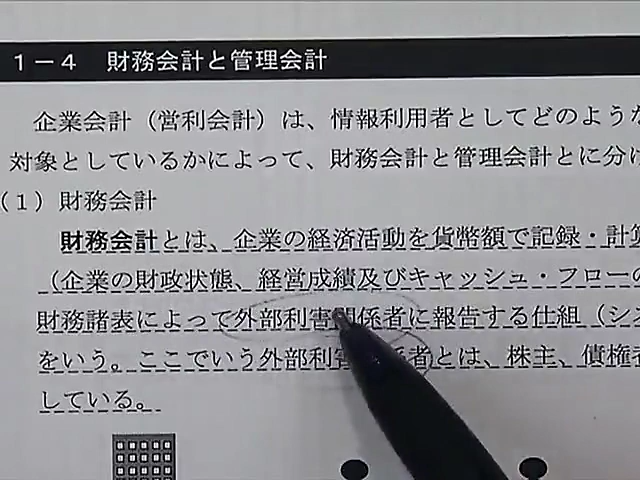 1－4 財務会計と管理会計
企業会計（営利会計）は、情報利用者としてどのような
対象としているかによって、財務会計と管理会計とに分け
（1）財務会計
財務会計とは、企業の経済活動を貨幣額で記録・計算
（企業の財政状態、経営成績及びキャッシュ・フローの
財務諸表によって外部利害関係者に報告する仕組（シス
をいう。ここでいう外部利害関係者とは、株主、債権者
している。